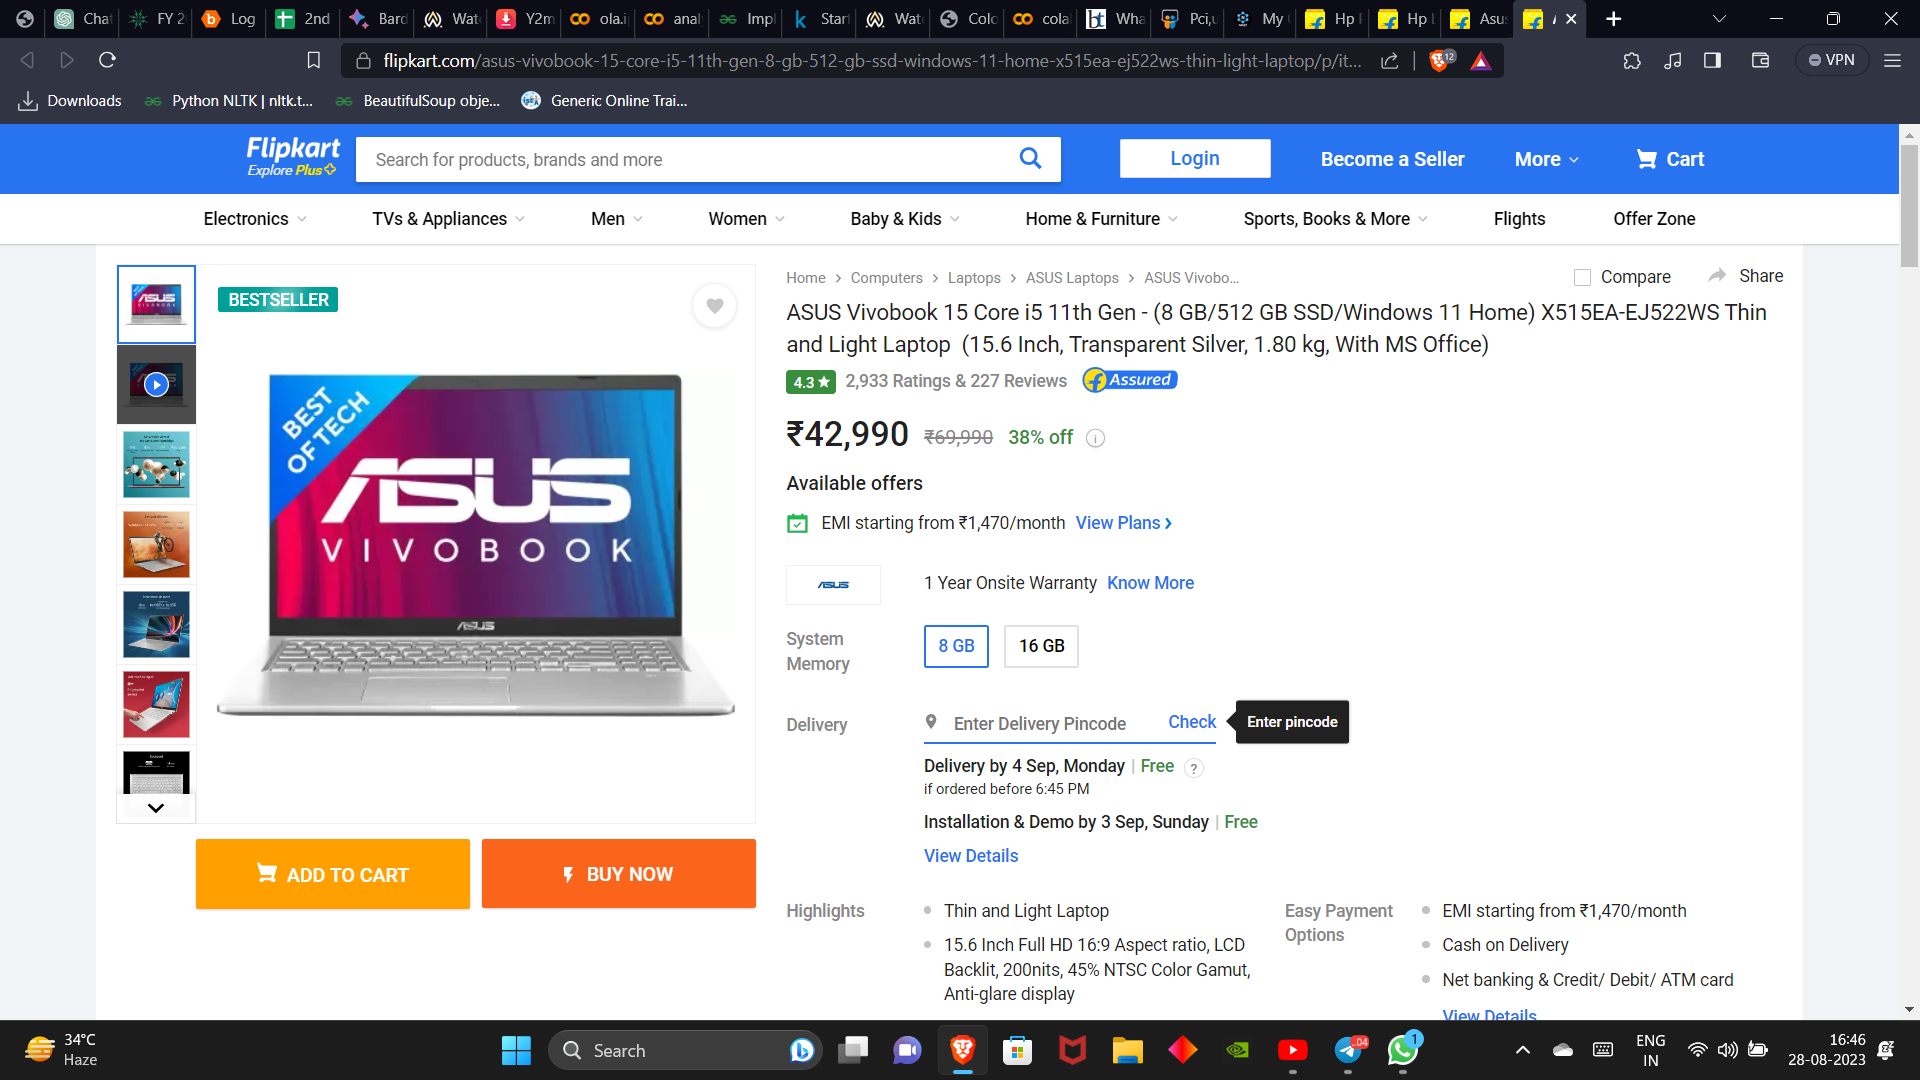 Chat
FY 2
Log
2nd
Bard
Wat
Y2m
ola.i
anal
Impl
Start
Wat
Colo
cola
bt Wha
Pci,u
My
Hp
Hp
Asus
flipkart.com/asus-vivobook-15-core-i5-11th-gen-8-gb-512-gb-ssd-windows-11-home-x515ea-ej522ws-thin-light-laptop/p/it...
12
VPN
Downloads
Python NLTK | nltk.t...
BeautifulSoup obje...
Generic Online Trai...
Flipkart
Explore Plus
Search for products, brands and more
Login
Become a Seller
More
Cart
Electronics
TVs & Appliances
Men
Women
Baby & Kids
Home & Furniture
Sports, Books & More
Flights
Offer Zone
BESTSELLER
BEST
OF TECH
ASUS
VIVOBOOK
ASUS
Home > Computers > Laptops > ASUS Laptops > ASUS Vivobo...
Compare
Share
ASUS Vivobook 15 Core i5 11th Gen - (8 GB/512 GB SSD/Windows 11 Home) X515EA-EJ522WS Thin
and Light Laptop (15.6 Inch, Transparent Silver, 1.80 kg, With MS Office)
4.3★ 2,933 Ratings & 227 Reviews Assured
₹42,990 ₹69,990 38% off
Available offers
EMI starting from ₹1,470/month View Plans >
ASUS 1 Year Onsite Warranty Know More
System
Memory
8 GB
16 GB
Delivery
Enter Delivery Pincode
Check
Enter pincode
Delivery by 4 Sep, Monday | Free ?
if ordered before 6:45 PM
Installation & Demo by 3 Sep, Sunday | Free
View Details
ADD TO CART
BUY NOW
Highlights
Thin and Light Laptop
15.6 Inch Full HD 16:9 Aspect ratio, LCD
Backlit, 200nits, 45% NTSC Color Gamut,
Anti-glare display
Easy Payment
Options
EMI starting from ₹1,470/month
Cash on Delivery
Net banking & Credit/ Debit/ ATM card
View Details
34°C
Haze
Search
.04
1
ENG
IN
16:46
28-08-2023